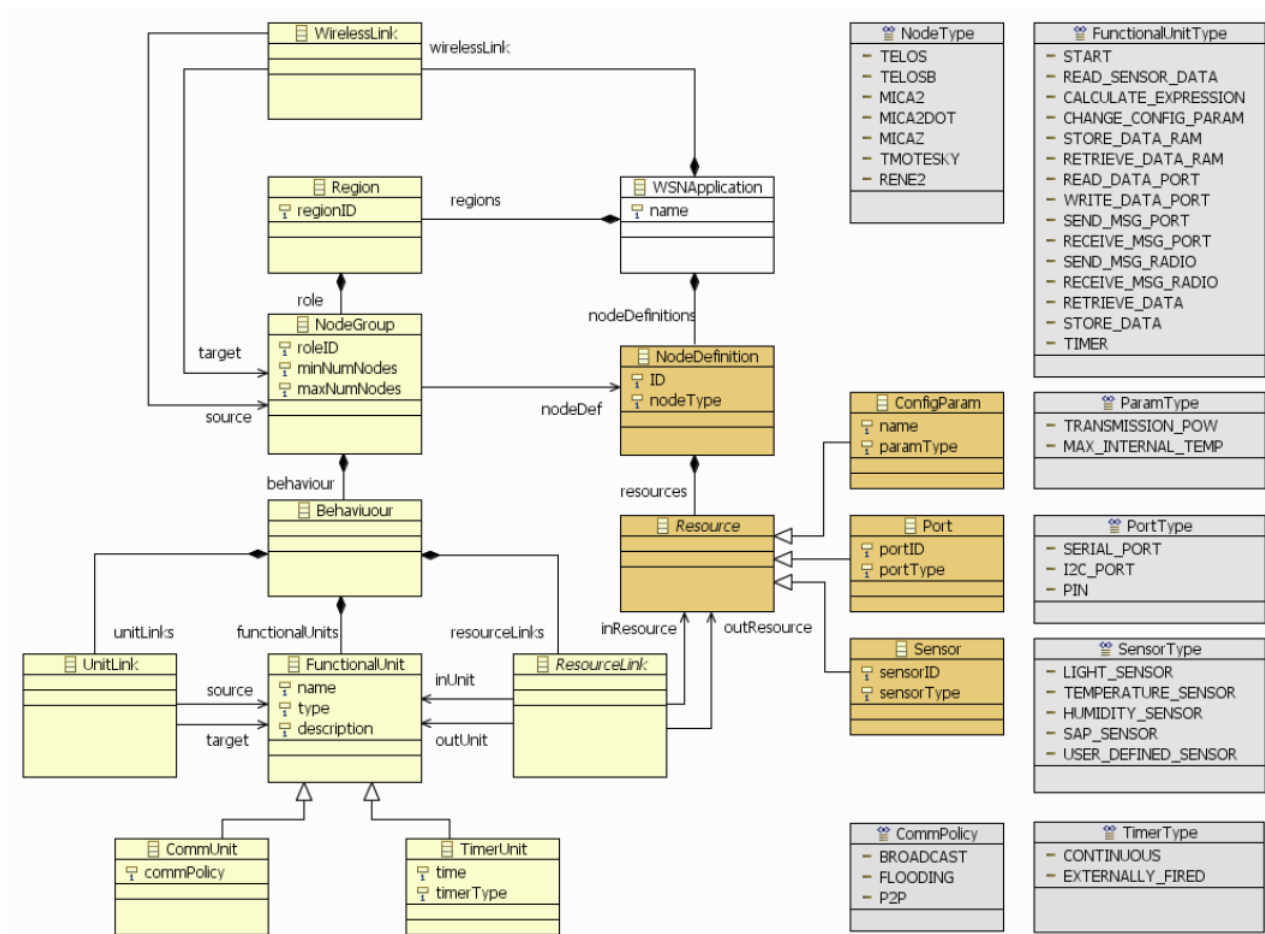 WirelessLink
wirelessLink
Region
regionID
regions
WSNApplication
name
role
nodeDefinitions
NodeGroup
roleID
minNumNodes
maxNumNodes
target
source
nodeDef
NodeDefinition
ID
nodeType
behaviour
resources
Behaviuour
Resource
unitLinks
functionalUnits
resourceLinks
inResource
outResource
UnitLink
source
target
FunctionalUnit
name
type
description
inUnit
outUnit
ResourceLink
CommUnit
commPolicy
TimerUnit
time
timerType
ConfigParam
name
paramType
Port
portID
portType
Sensor
sensorID
sensorType
NodeType
TELOS
TELOSB
MICA2
MICA2DOT
MICAZ
TMOTESKY
RENE2
FunctionalUnitType
START
READ_SENSOR_DATA
CALCULATE_EXPRESSION
CHANGE_CONFIG_PARAM
STORE_DATA_RAM
RETRIEVE_DATA_RAM
READ_DATA_PORT
WRITE_DATA_PORT
SEND_MSG_PORT
RECEIVE_MSG_PORT
SEND_MSG_RADIO
RECEIVE_MSG_RADIO
RETRIEVE_DATA
STORE_DATA
TIMER
ParamType
TRANSMISSION_POW
MAX_INTERNAL_TEMP
PortType
SERIAL_PORT
I2C_PORT
PIN
SensorType
LIGHT_SENSOR
TEMPERATURE_SENSOR
HUMIDITY_SENSOR
SAP_SENSOR
USER_DEFINED_SENSOR
CommPolicy
BROADCAST
FLOODING
P2P
TimerType
CONTINUOUS
EXTERNALLY_FIRED